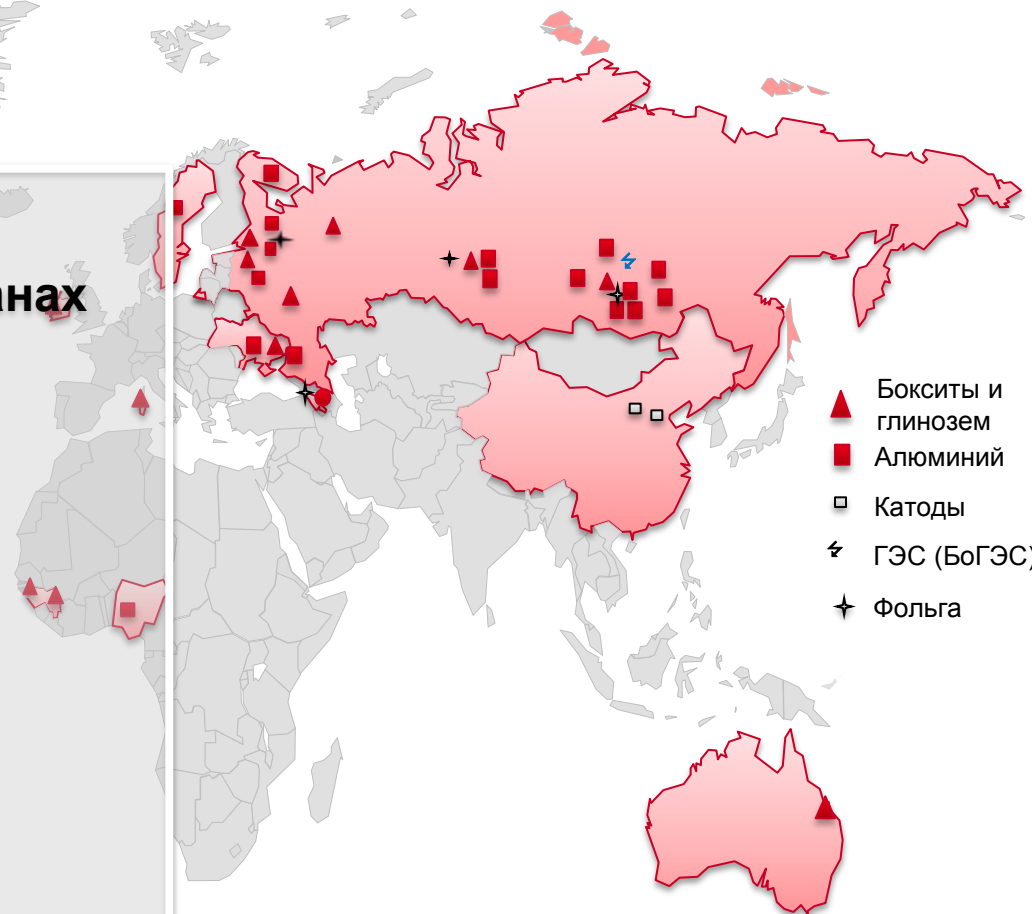 анах
Бокситы и
глинозем
Алюминий
Катоды
ГЭС (БоГЭС)
Фольга